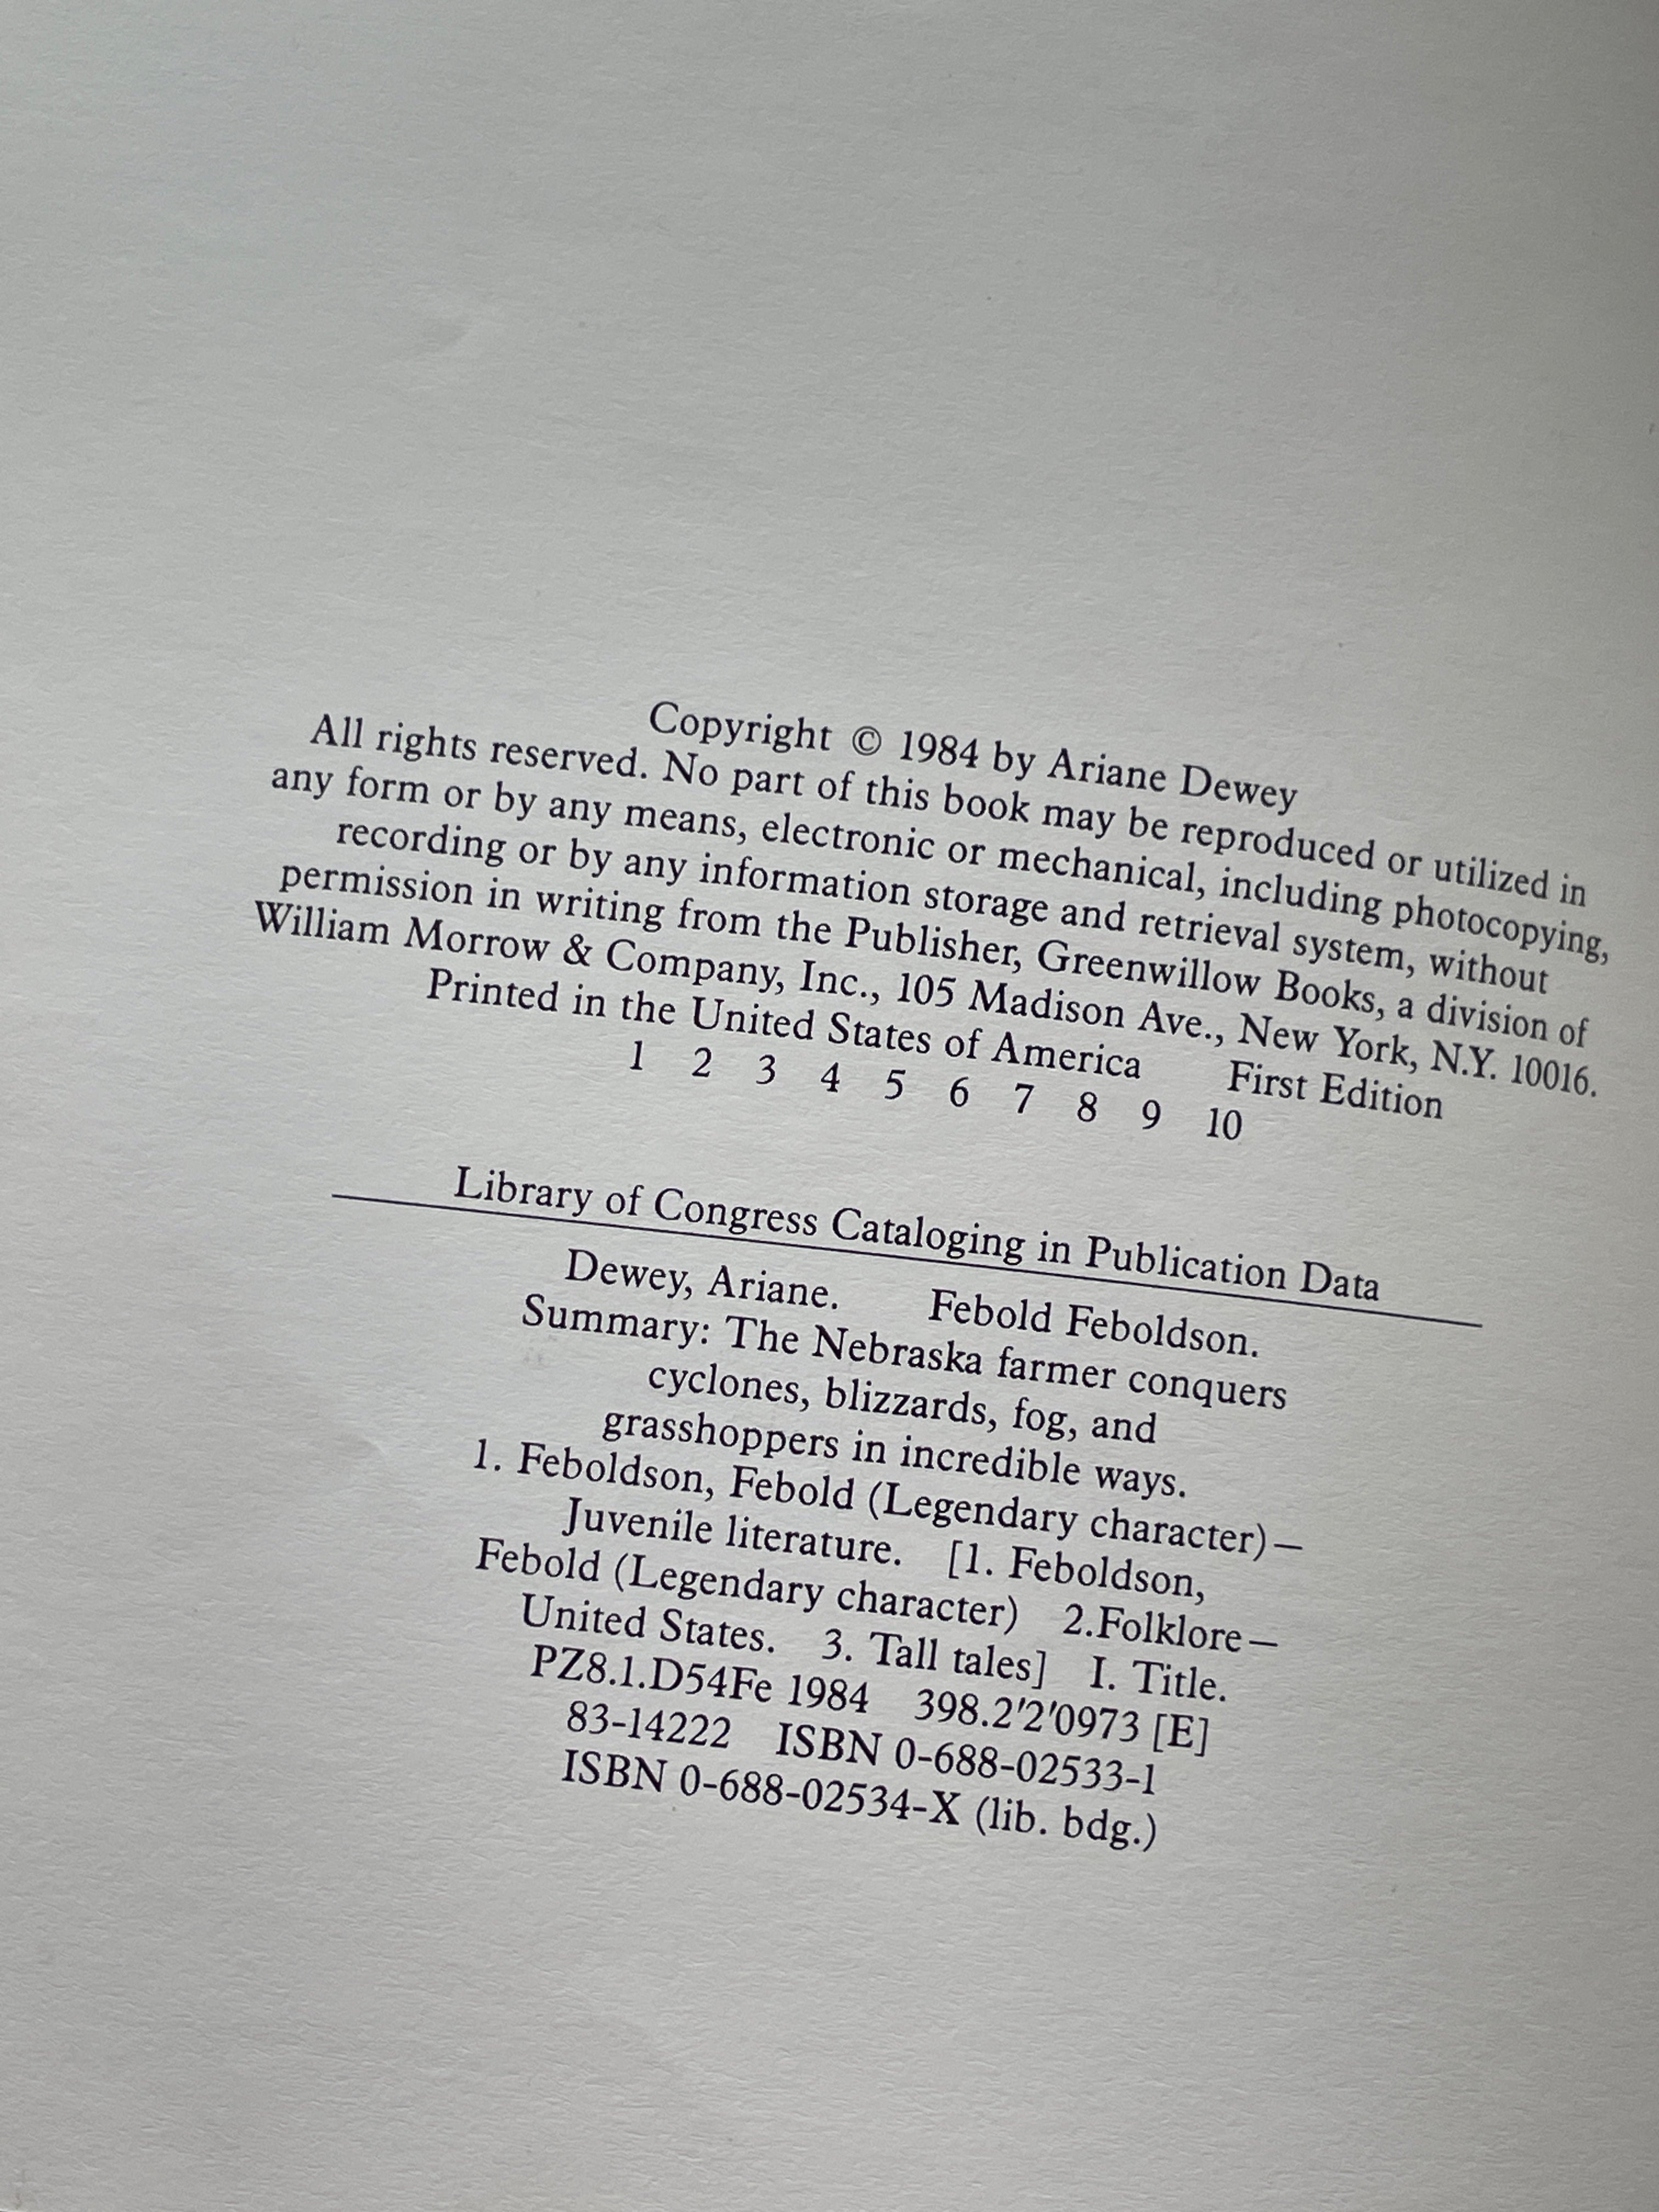 Copyright © 1984 by Ariane Dewey
All rights reserved. No part of this book may be reproduced or utilized in
any form or by any means, electronic or mechanical, including photocopying,
recording or by any information storage and retrieval system, without
permission in writing from the Publisher, Greenwillow Books, a division of
William Morrow & Company, Inc., 105 Madison Ave., New York, N.Y. 10016.
Printed in the United States of America First Edition
1 2 3 4 5 6 7 8 9 10
Library of Congress Cataloging in Publication Data
Dewey, Ariane. Febold Feboldson.
Summary: The Nebraska farmer conquers
cyclones, blizzards, fog, and
grasshoppers in incredible ways.
1. Feboldson, Febold (Legendary character)—
Juvenile literature. [1. Feboldson,
Febold (Legendary character) 2.Folklore—
United States. 3. Tall tales] I. Title.
PZ8.1.D54Fe 1984 398.2'2'0973 [E]
83-14222 ISBN 0-688-02533-1
ISBN 0-688-02534-X (lib. bdg.)